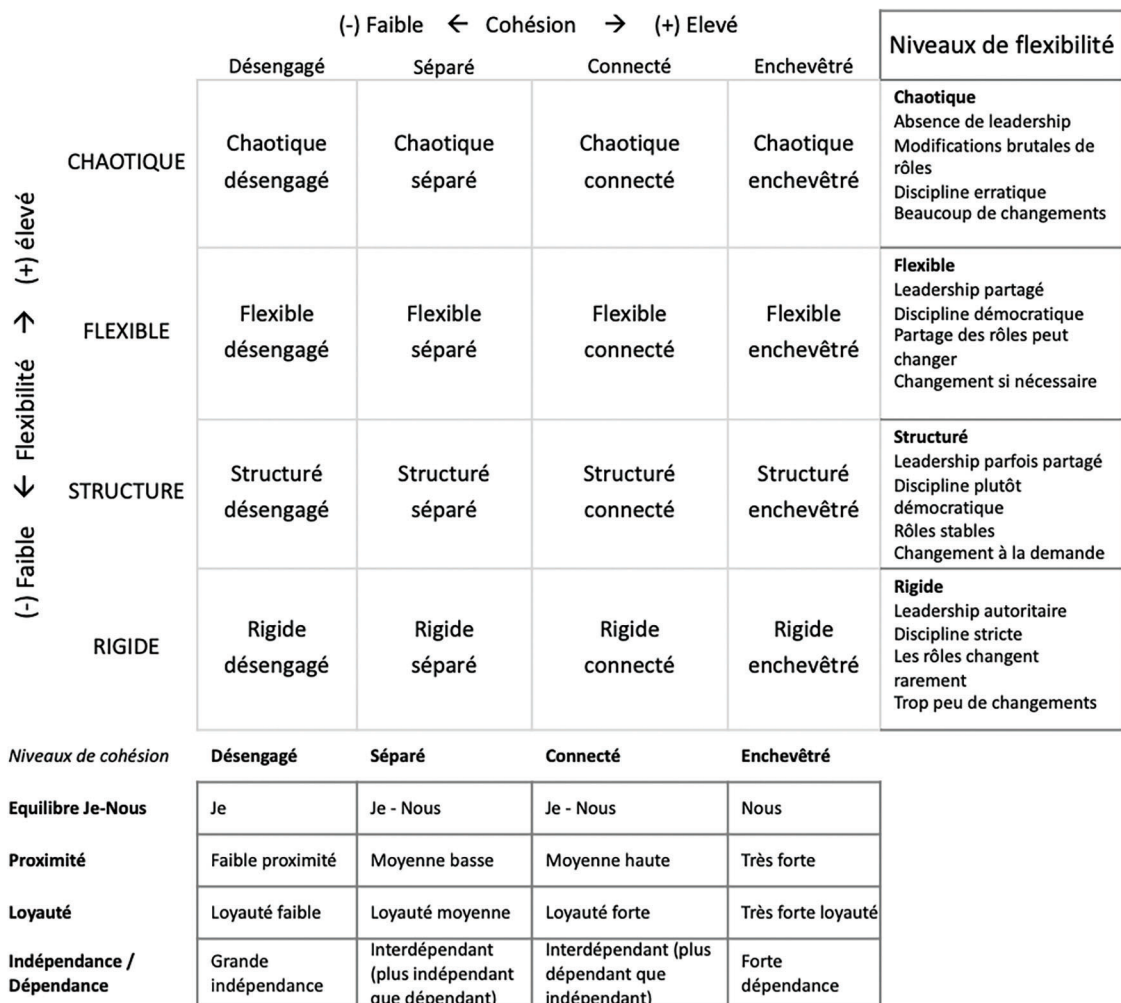 (-) Faible ← Cohésion → (+) Elevé
Désengagé Séparé Connecté Enchevêtré
Niveaux de flexibilité
(-) Faible ← Flexibilité → (+) élevé
CHAOTIQUE
Chaotique
désengagé
Chaotique
séparé
Chaotique
connecté
Chaotique
enchevêtré
Chaotique
Absence de leadership
Modifications brutales de
rôles
Discipline erratique
Beaucoup de changements
FLEXIBLE
Flexible
désengagé
Flexible
séparé
Flexible
connecté
Flexible
enchevêtré
Flexible
Leadership partagé
Discipline démocratique
Partage des rôles peut
changer
Changement si nécessaire
STRUCTURE
Structuré
désengagé
Structuré
séparé
Structuré
connecté
Structuré
enchevêtré
Structuré
Leadership parfois partagé
Discipline plutôt
démocratique
Rôles stables
Changement à la demande
RIGIDE
Rigide
désengagé
Rigide
séparé
Rigide
connecté
Rigide
enchevêtré
Rigide
Leadership autoritaire
Discipline stricte
Les rôles changent
rarement
Trop peu de changements
Niveaux de cohésion Désengagé Séparé Connecté Enchevêtré
Equilibre Je-Nous Je Je - Nous Je - Nous Nous
Proximité Faible proximité Moyenne basse Moyenne haute Très forte
Loyauté Loyauté faible Loyauté moyenne Loyauté forte Très forte loyauté
Indépendance /
Dépendance
Grande
indépendance
Interdépendant
(plus indépendant
que dépendant)
Interdépendant (plus
dépendant que
indépendant)
Forte
dépendance